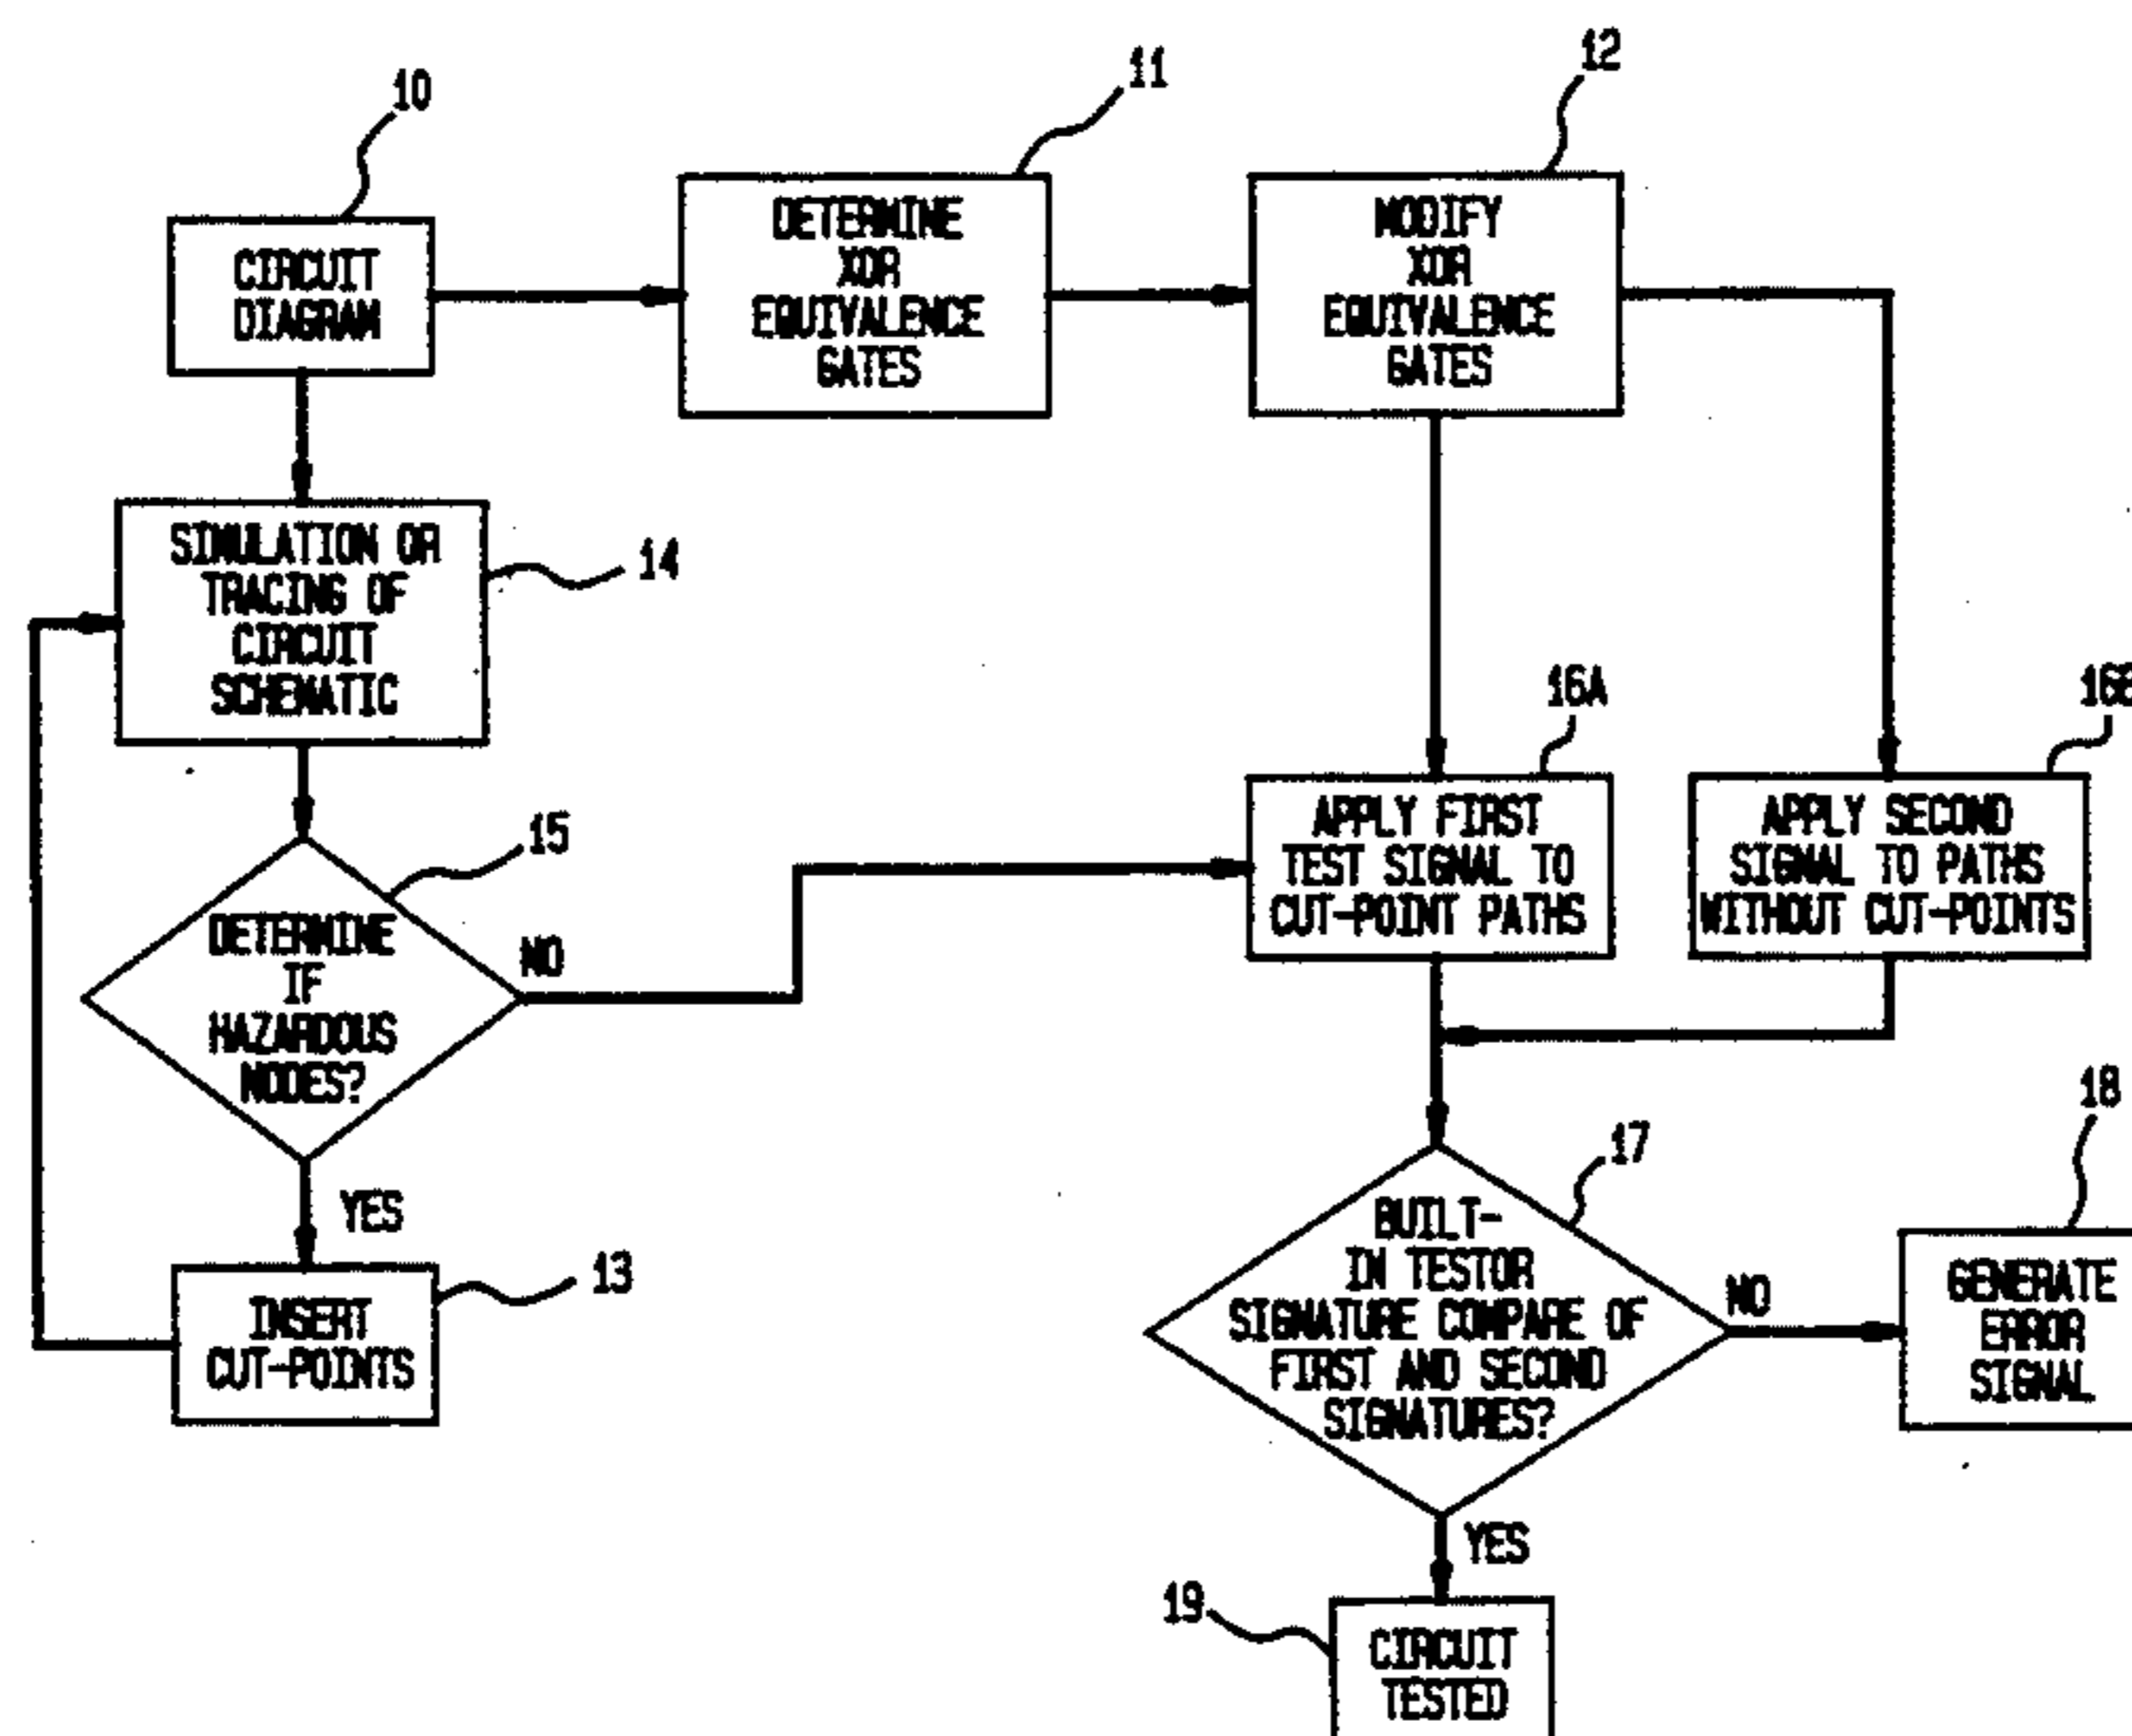 10
CIRCUIT
DIAGRAM
11
DETERMINE
XOR
EQUIVALENCE
GATES
12
MODIFY
XOR
EQUIVALENCE
GATES
SIMULATION OR
TRACING OF
CIRCUIT
SCHEMATIC
14
15
DETERMINE
IF
HAZARDOUS
NODES?
NO
YES
INSERT
CUT-POINTS
13
16A
APPLY FIRST
TEST SIGNAL TO
CUT-POINT PATHS
16B
APPLY SECOND
SIGNAL TO PATHS
WITHOUT CUT-POINTS
17
BUILT-
IN TESTOR
SIGNATURE COMPARE OF
FIRST AND SECOND
SIGNATURES?
NO
18
GENERATE
ERROR
SIGNAL
YES
19
CIRCUIT
TESTED